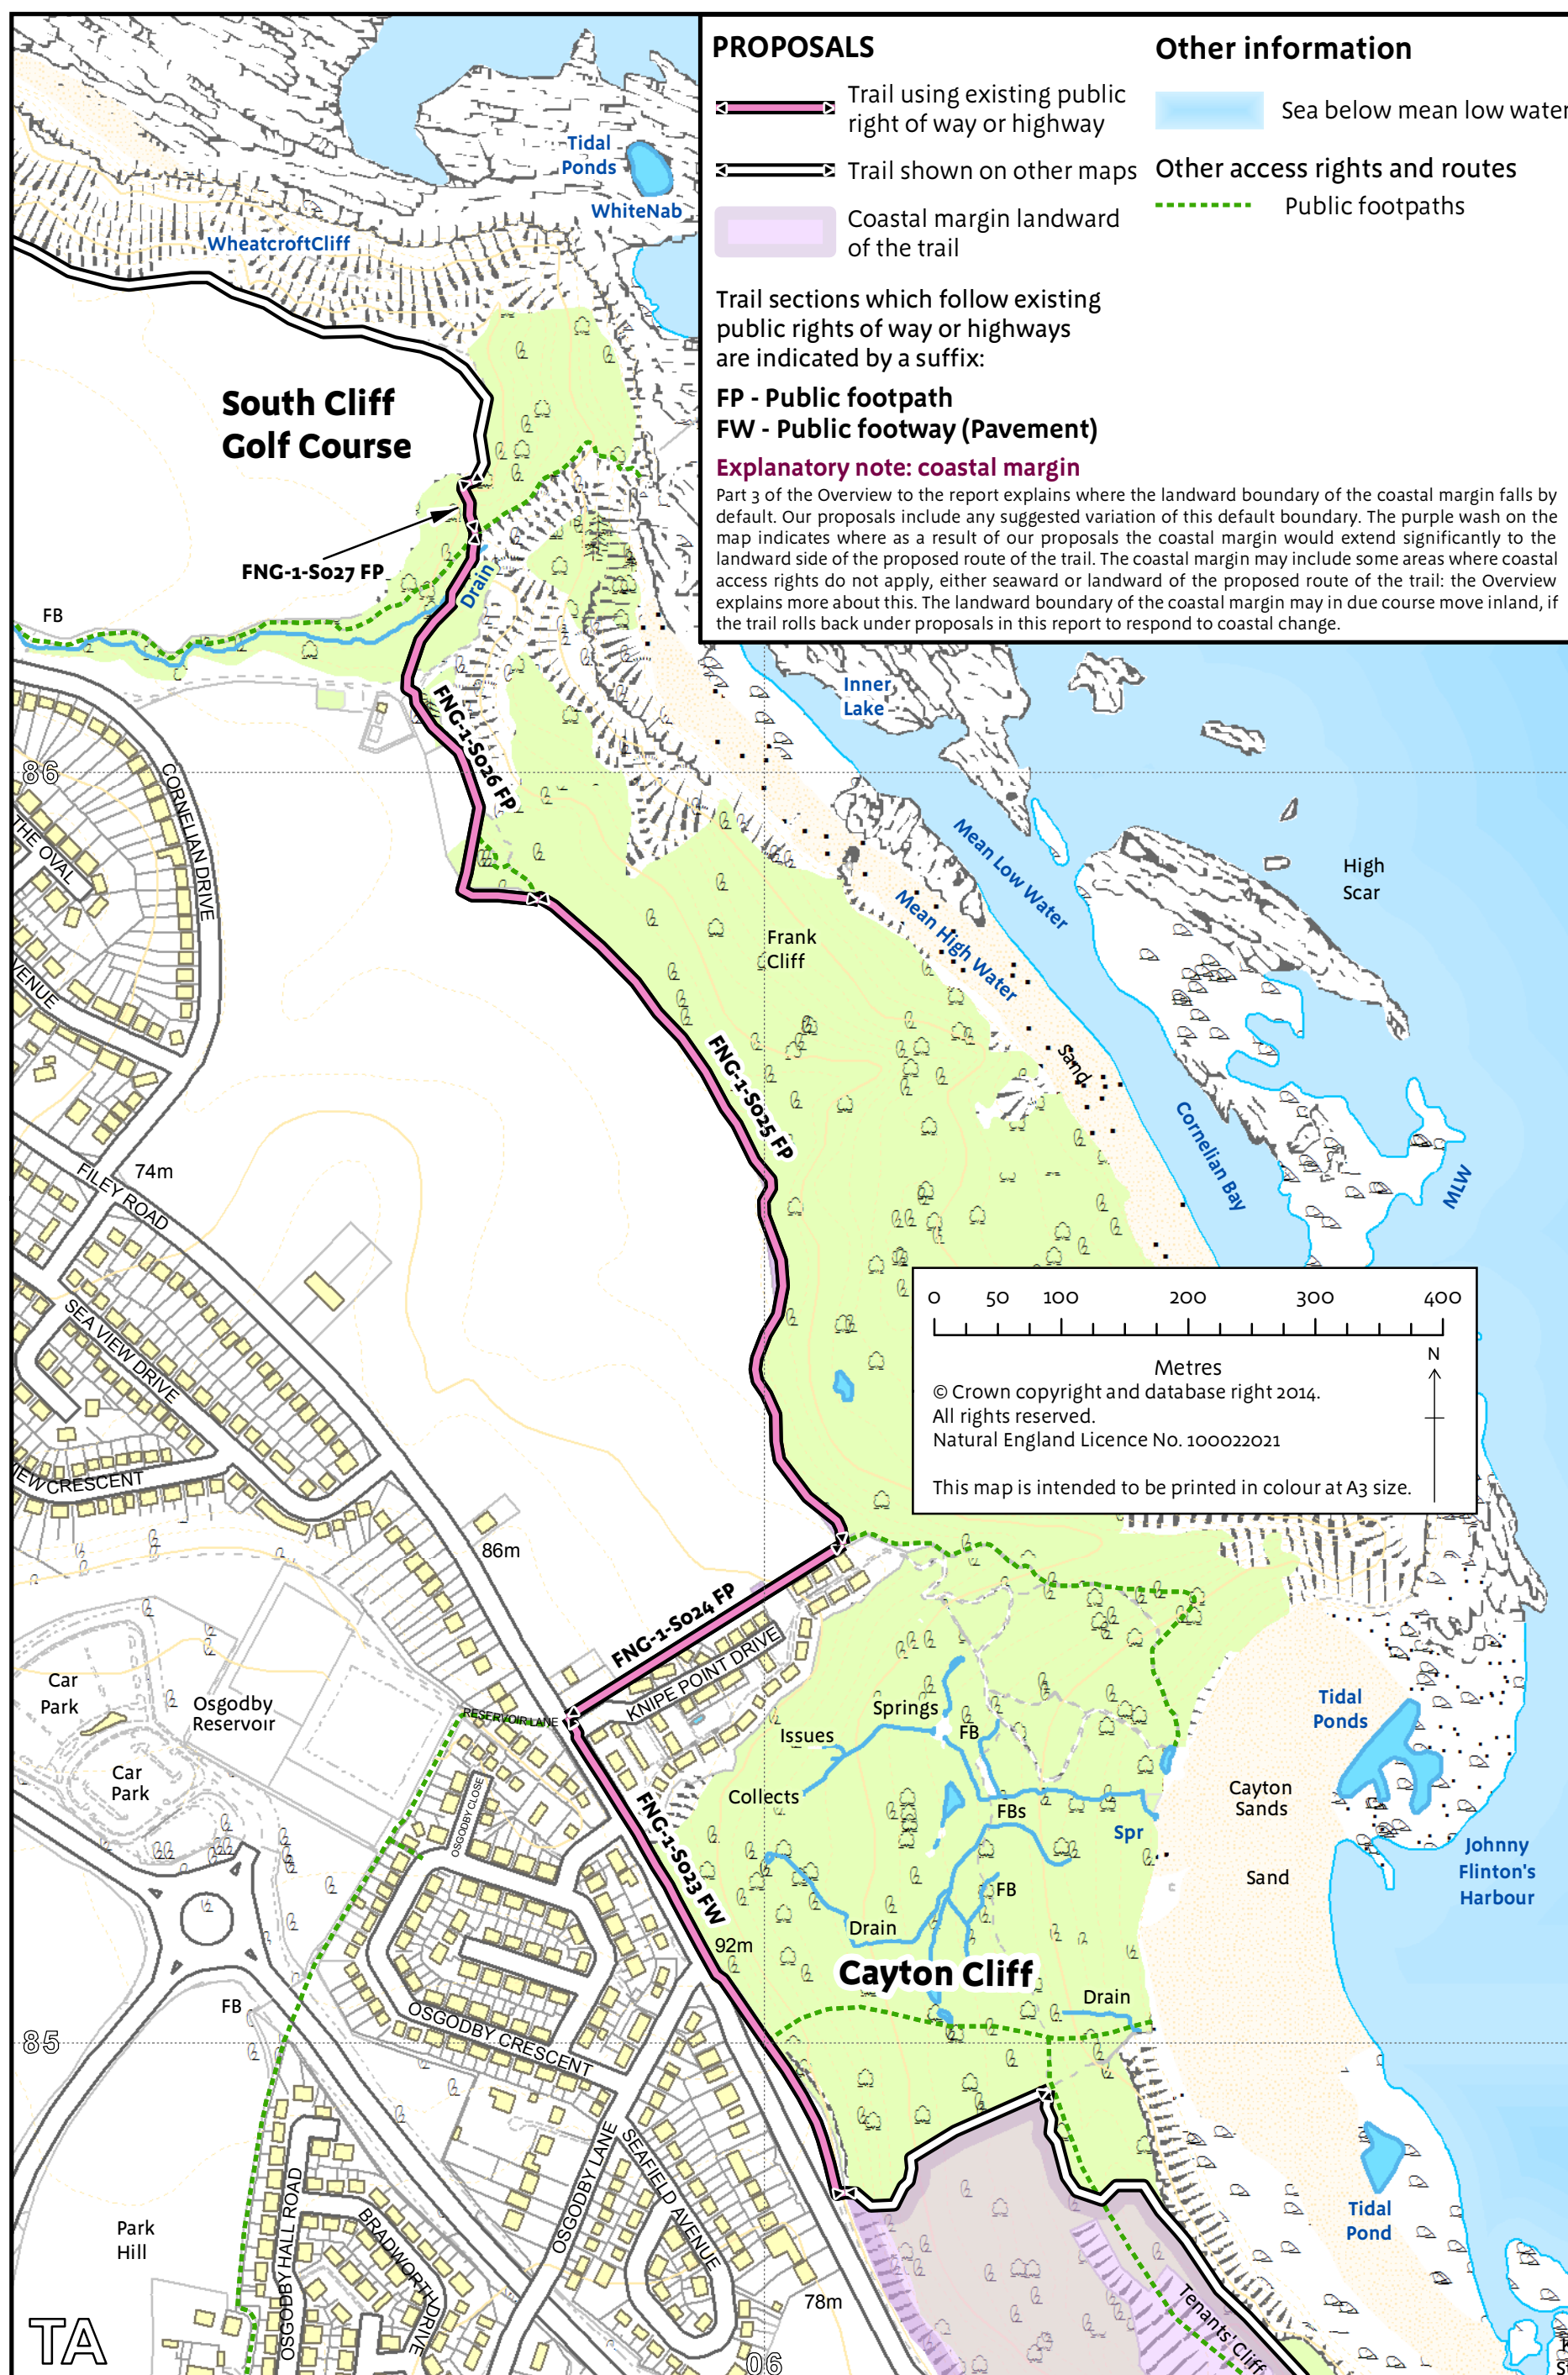 PROPOSALS
Trail using existing public
right of way or highway
Trail shown on other maps
Coastal margin landward
of the trail
Trail sections which follow existing
public rights of way or highways
are indicated by a suffix:
FP - Public footpath
FW - Public footway (Pavement)
Other information
Sea below mean low water
Other access rights and routes
Public footpaths
Explanatory note: coastal margin
Part 3 of the Overview to the report explains where the landward boundary of the coastal margin falls by
default. Our proposals include any suggested variation of this default boundary. The purple wash on the
map indicates where as a result of our proposals the coastal margin would extend significantly to the
landward side of the proposed route of the trail. The coastal margin may include some areas where coastal
access rights do not apply, either seaward or landward of the proposed route of the trail: the Overview
explains more about this. The landward boundary of the coastal margin may in due course move inland, if
the trail rolls back under proposals in this report to respond to coastal change.
Tidal
Ponds
WhiteNab
WheatcroftCliff
South Cliff
Golf Course
FNG-1-S027 FP
Drain
FB
FNG-1-S026 FP
Inner
Lake
86
CORNELIAN DRIVE
THE OVAL
VENUE
Mean Low Water
High
Scar
Mean High Water
Frank
Cliff
Sand
FNG-1-S025 FP
Cornelian Bay
MLW
74m
FILEY ROAD
SEA VIEW DRIVE
IEW CRESCENT
0 50 100 200 300 400
Metres
N
© Crown copyright and database right 2014.
All rights reserved.
Natural England Licence No. 100022021
This map is intended to be printed in colour at A3 size.
86m
FNG-1-S024 FP
KNIPE POINT DRIVE
Car
Park
Osgodby
Reservoir
RESERVOIR LANE
Car
Park
Springs
Issues
FB
Collects
FBs
Spr
Tidal
Ponds
Cayton
Sands
Sand
Johnny
Flinton's
Harbour
OSGODBY CLOSE
FNG-1-S023 FW
FB
Drain
92m
Cayton Cliff
Drain
FB
OSGODBY CRESCENT
85
OSGODBY LANE
SEAFIELD AVENUE
Park
Hill
OSGODBY HALL ROAD
BRADWORTH DRIVE
Tidal
Pond
78m
Tenants' Cliff
TA
06